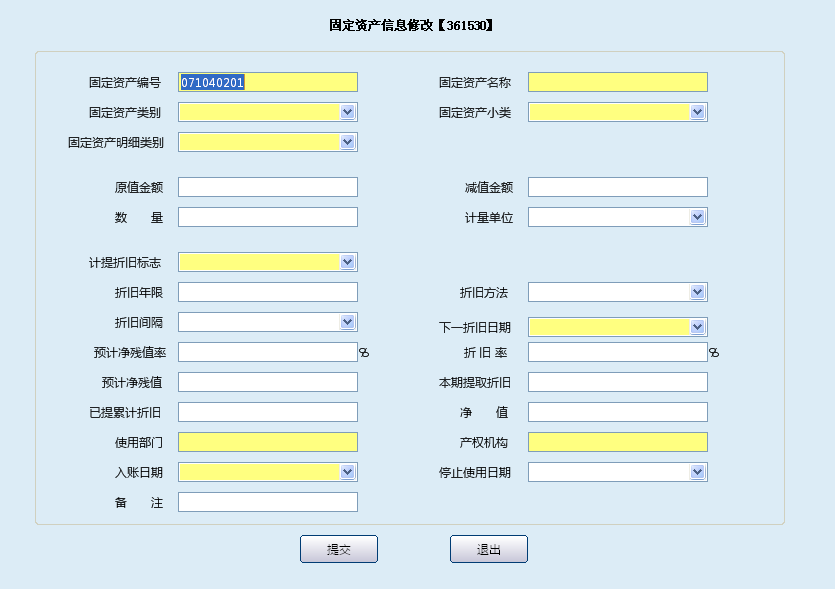 固定资产信息修改【361530】
固定资产编号 071040201 固定资产名称
固定资产类别 固定资产小类
固定资产明细类别
原值金额 减值金额
数 量 计量单位
计提折旧标志
折旧年限 折旧方法
折旧间隔 下一折旧日期
预计净残值率 % 折 旧 率 %
预计净残值 本期提取折旧
已提累计折旧 净 值
使用部门 产权机构
入账日期 停止使用日期
备 注
提交 退出